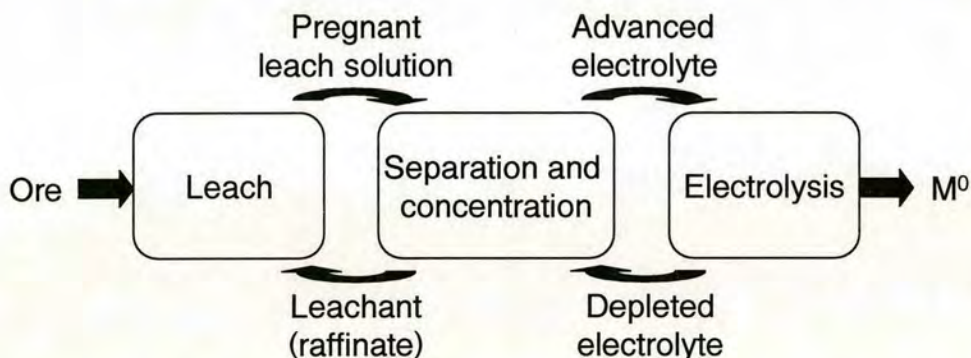 Pregnant
leach solution
Advanced
electrolyte
Ore
Leach
Separation and
concentration
Electrolysis
M⁰
Leachant
(raffinate)
Depleted
electrolyte